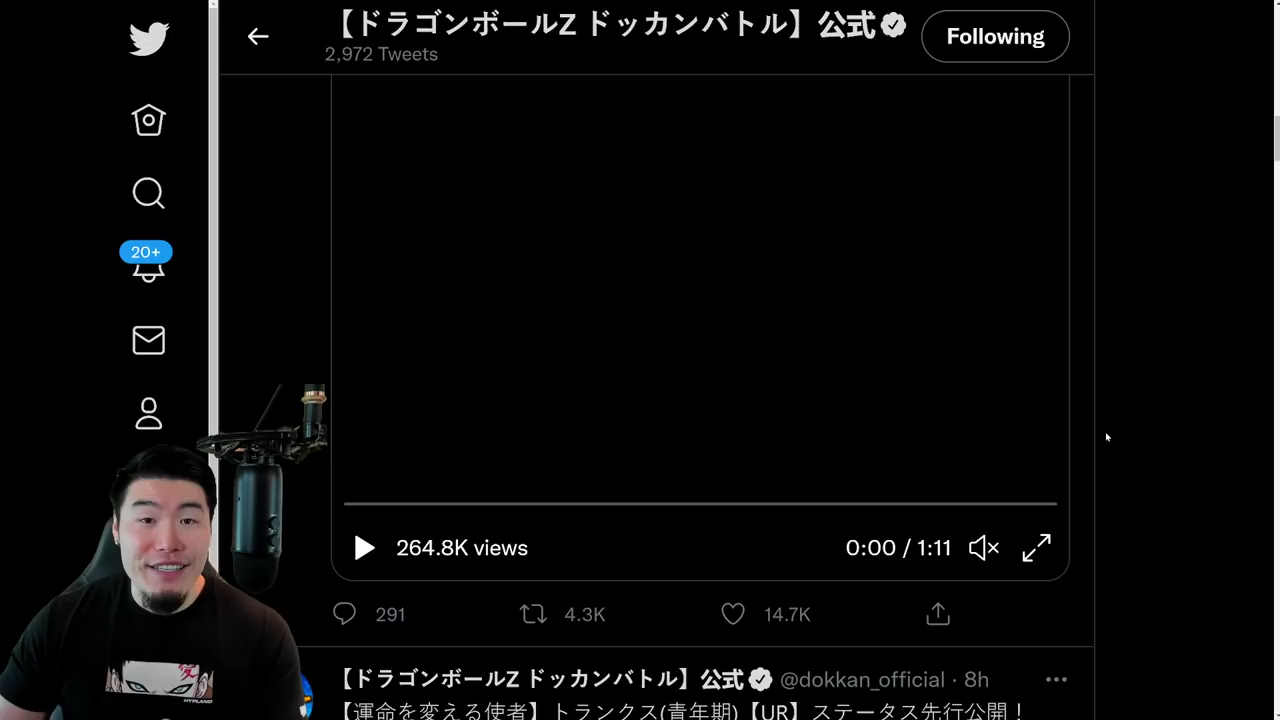 【ドラゴンボールZ ドッカンバトル】公式
2,972 Tweets
Following
20+
264.8K views
0:00 / 1:11
291
4.3K
14.7K
【ドラゴンボールZ ドッカンバトル】公式 @dokkan_official · 8h
【運命を変える使者】トランクス(青年期)【UR】ステータス先行公開！
愛
HYPLAND